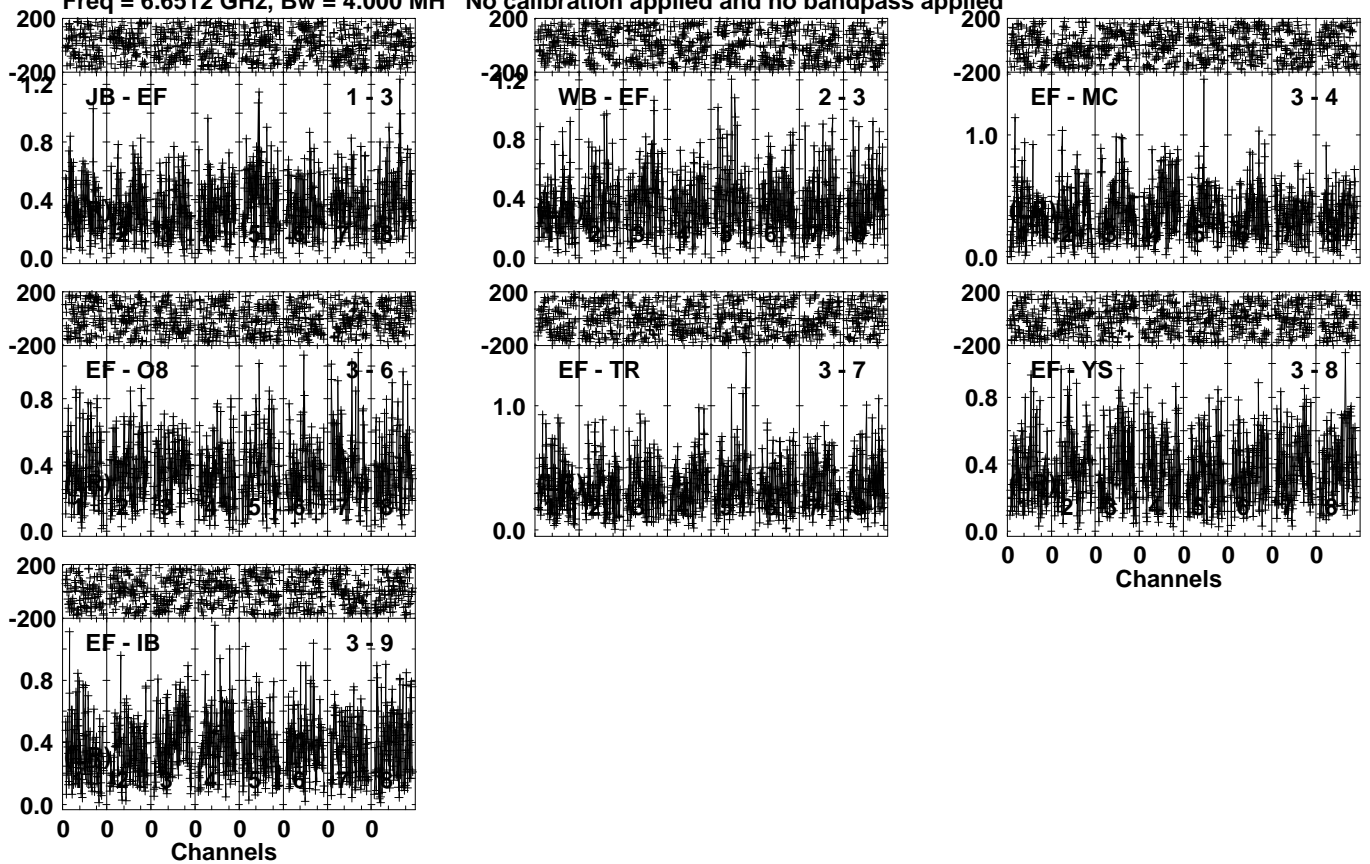 Freq = 6.6512 GHz, Bw = 4.000 MH No calibration applied and no bandpass applied
200 200 200
-200 -200 -200
1.2 1.2
JB - EF 1 - 3 WB - EF 2 - 3 EF - MC 3 - 4
0.8 0.8 1.0
0.4 0.4
0.0 0.0 0.0
200 200 200
-200 -200 -200
EF - O8 3 - 6 EF - TR 3 - 7 EF - YS 3 - 8
0.8 1.0 0.8
0.4 0.4
0.0 0.0 0.0
0 0 0 0 0 0 0 0
Channels
200
-200
EF - IB 3 - 9
0.8
0.4
0.0
0 0 0 0 0 0 0 0
Channels